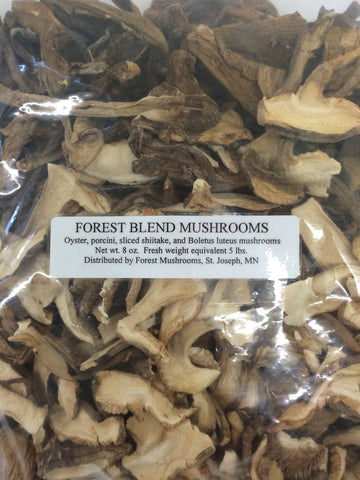 FOREST BLEND MUSHROOMS
Oyster, porcini, sliced shiitake, and Boletus luteus mushrooms
Net wt. 8 oz.  Fresh weight equivalent 5 lbs.
Distributed by Forest Mushrooms, St. Joseph, MN